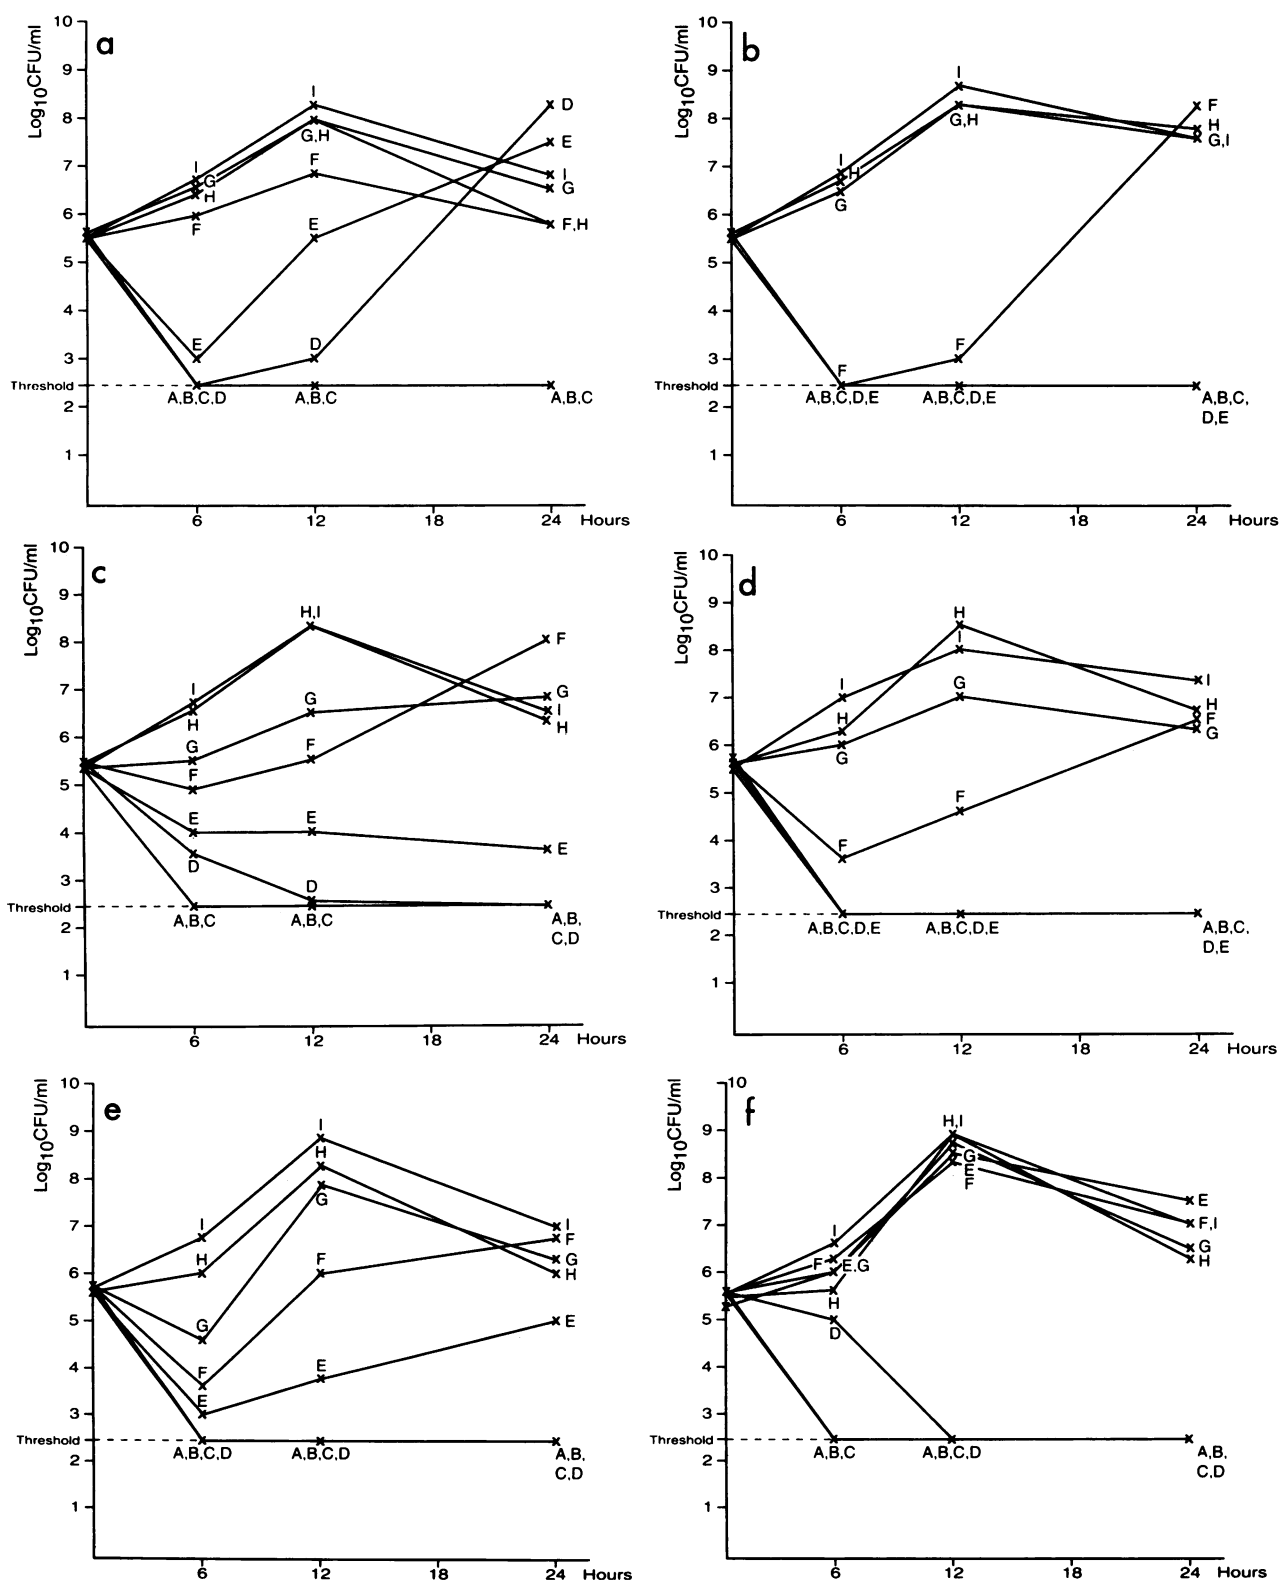 a
Log10CFU/ml
10
9
8
7
6
5
4
3
Threshold
2
1
I
G
H
F
E
A,B,C,D
I
G,H
F
E
D
A,B,C
D
E
I
G
F,H
A,B,C
6 12 18 24 Hours
b
Log10CFU/ml
10
9
8
7
6
5
4
3
Threshold
2
1
I
H
G
F
A,B,C,D,E
I
G,H
F
A,B,C,D,E
F
H
G,I
A,B,C,
D,E
6 12 18 24 Hours
c
Log10CFU/ml
10
9
8
7
6
5
4
3
Threshold
2
1
I
H
G
F
E
D
A,B,C
H,I
G
F
E
D
A,B,C
F
G
I
H
E
A,B,
C,D
6 12 18 24 Hours
d
Log10CFU/ml
10
9
8
7
6
5
4
3
Threshold
2
1
I
H
G
F
A,B,C,D,E
H
I
G
F
A,B,C,D,E
I
H
F
G
A,B,C,
D,E
6 12 18 24 Hours
e
Log10CFU/ml
10
9
8
7
6
5
4
3
Threshold
2
1
I
H
G
F
E
A,B,C,D
I
H
G
F
E
A,B,C,D
I
F
G
H
E
A,B,
C,D
6 12 18 24 Hours
f
Log10CFU/ml
10
9
8
7
6
5
4
3
Threshold
2
1
I
F E,G
H
D
A,B,C
H,I
G
E
F
A,B,C,D
E
F,I
G
H
A,B,
C,D
6 12 18 24 Hours